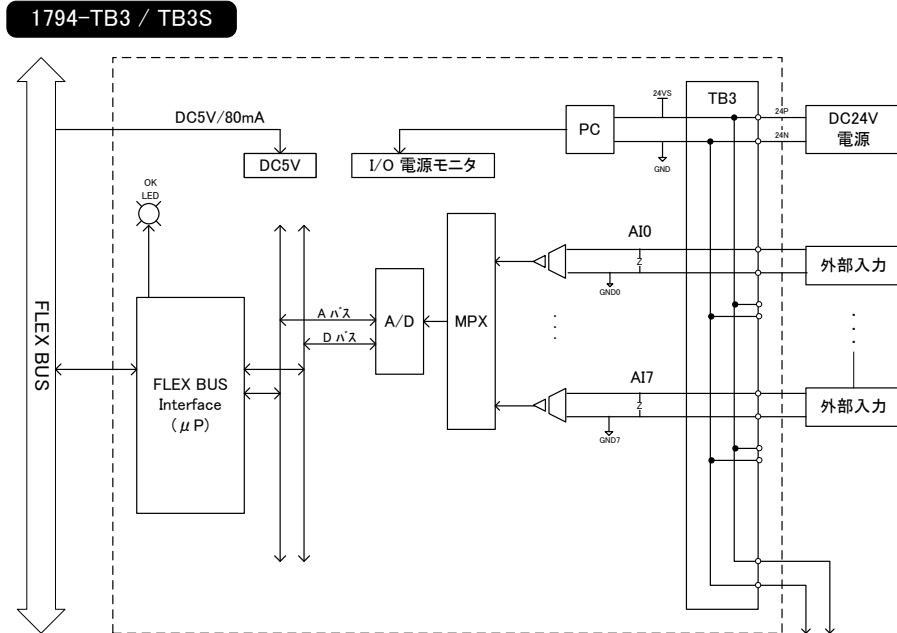 1794-TB3 / TB3S
FLEX BUS
DC5V/80mA
DC5V
OK
LED
I/O 電源モニタ
PC
24VS
GND
TB3
24P
24N
DC24V
電源
FLEX BUS
Interface
(μP)
A バス
D バス
A/D
MPX
AI0
Z
GND0
外部入力
AI7
Z
GND7
外部入力